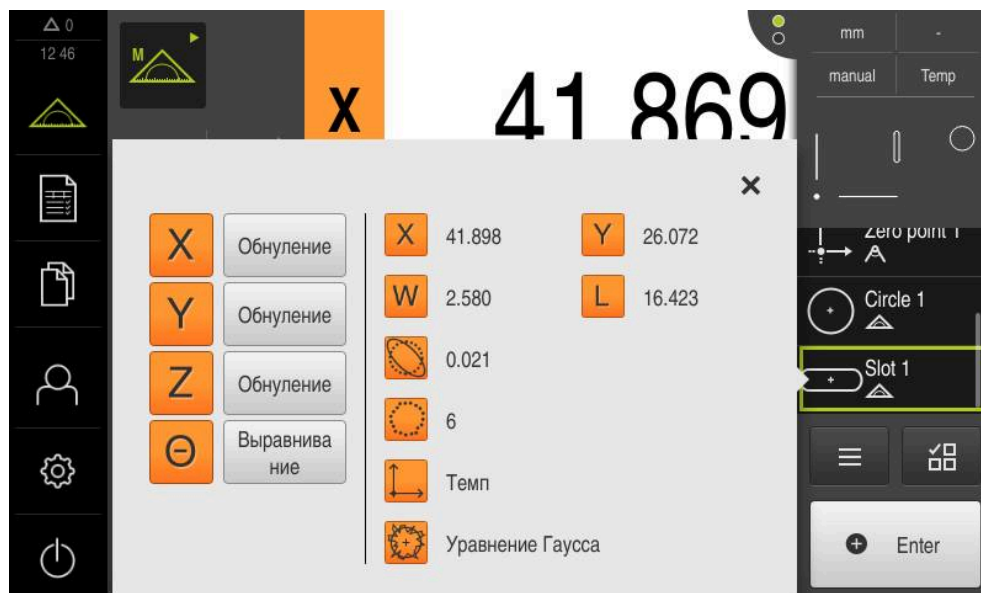 0
12 46
M
X
41 869
mm
-
manual
Temp
X
Обнуление
Y
Обнуление
Z
Обнуление
Θ
Выравнива
ние
X
41.898
Y
26.072
W
2.580
L
16.423
0.021
6
Темп
Уравнение Гаусса
Zero point 1
Circle 1
Slot 1
Enter